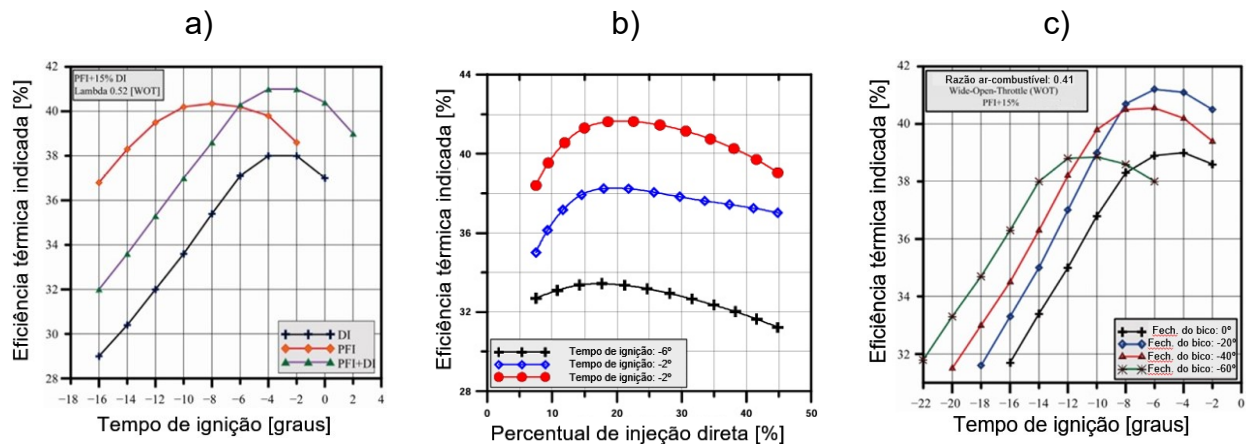 a)
Eficiência térmica indicada [%]
PFI+15% DI
Lambda 0.52 [WOT]
42
40
38
36
34
32
30
28
DI
PFI
PFI+DI
−18 −16 −14 −12 −10 −8 −6 −4 −2 0 2 4
Tempo de ignição [graus]
b)
Eficiência térmica indicada [%]
44
40
36
32
28
Tempo de ignição: -6º
Tempo de ignição: -2º
Tempo de ignição: -2º
0 10 20 30 40 50
Percentual de injeção direta [%]
c)
Eficiência térmica indicada [%]
Razão ar-combustível: 0.41
Wide-Open-Throttle (WOT)
PFI+15%
42
40
38
36
34
32
Fech. do bico: 0º
Fech. do bico: -20º
Fech. do bico: -40º
Fech. do bico: -60º
−22 −20 −18 −16 −14 −12 −10 −8 −6 −4 −2 0
Tempo de ignição [graus]